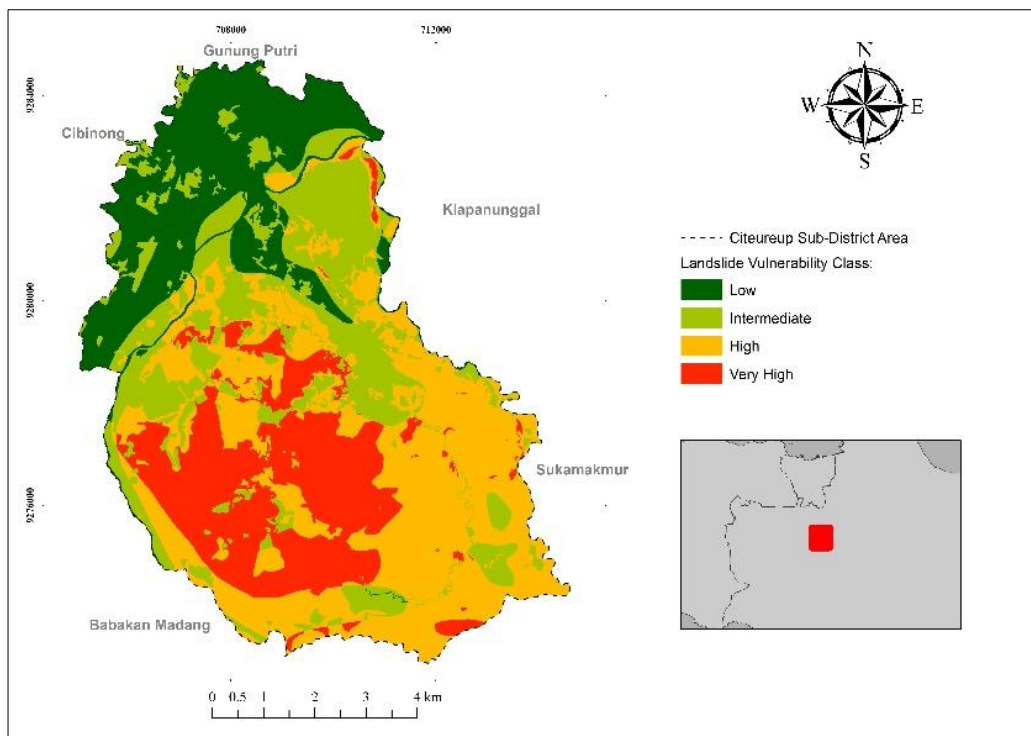 708000
712000
Gunung Putri
9284000
Cibinong
Klapanunggal
9280000
Sukamakmur
9276000
Babakan Madang
0 0.5 1 2 3 4 km
N
W E
S
Citeureup Sub-District Area
Landslide Vulnerability Class:
Low
Intermediate
High
Very High